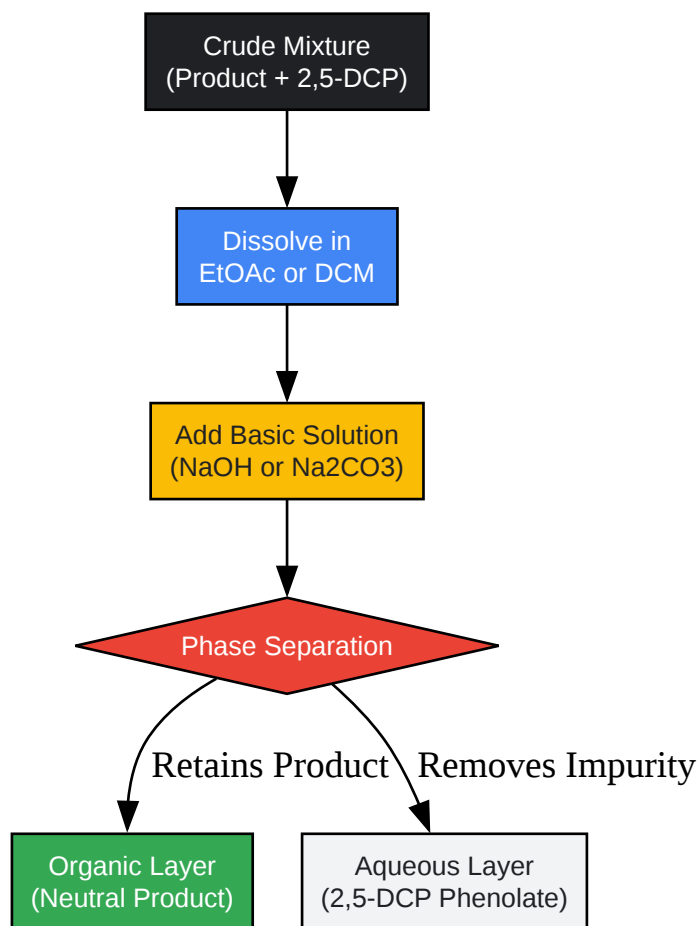 Crude Mixture
(Product + 2,5-DCP)
Dissolve in
EtOAc or DCM
Add Basic Solution
(NaOH or Na2CO3)
Phase Separation
Retains Product
Removes Impurity
Organic Layer
(Neutral Product)
Aqueous Layer
(2,5-DCP Phenolate)